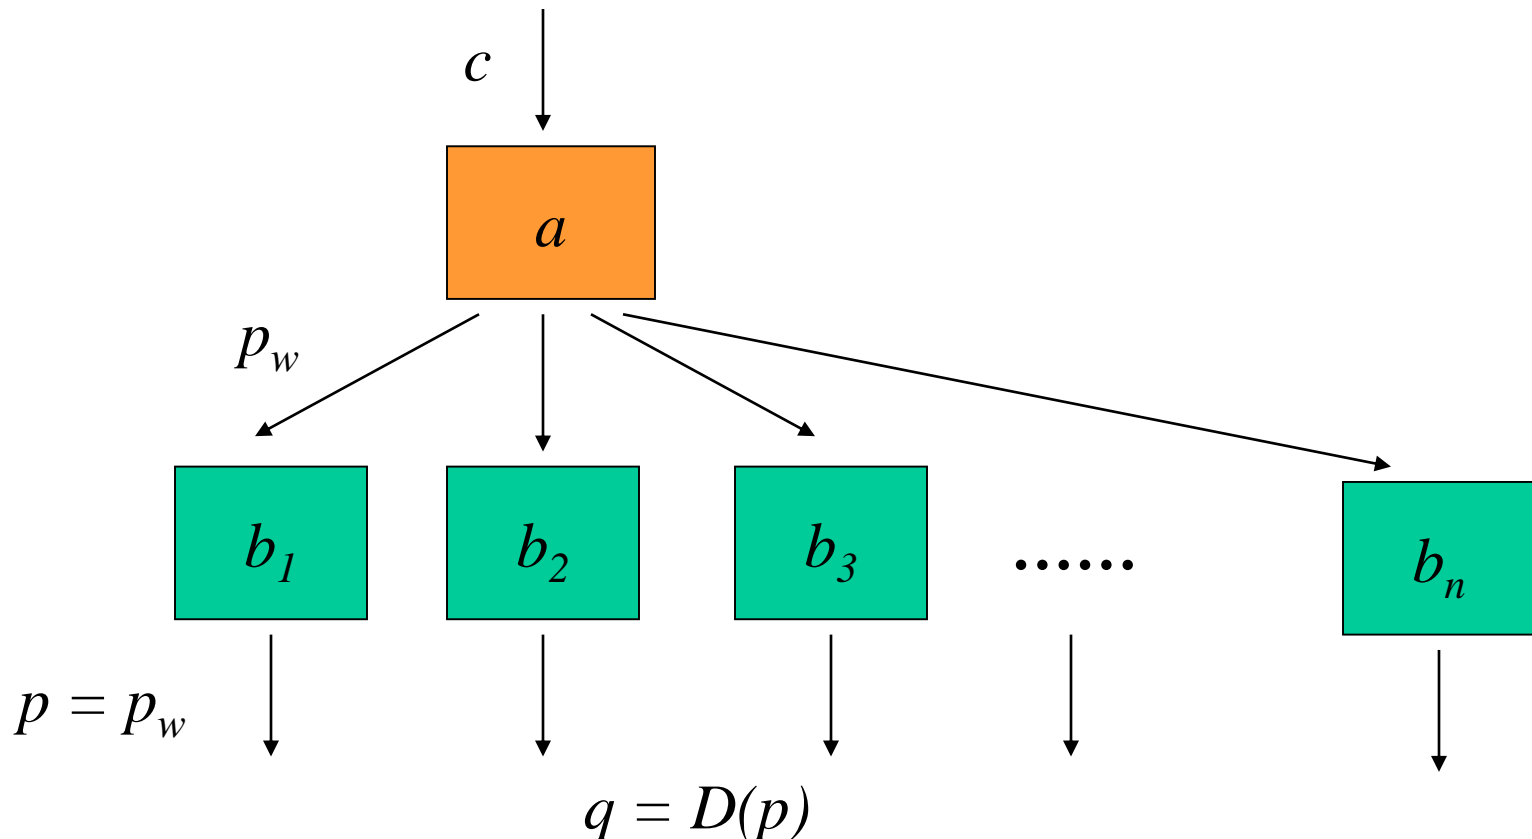 c
a
p_w
b_1 b_2 b_3 ...... b_n
p = p_w
q = D(p)